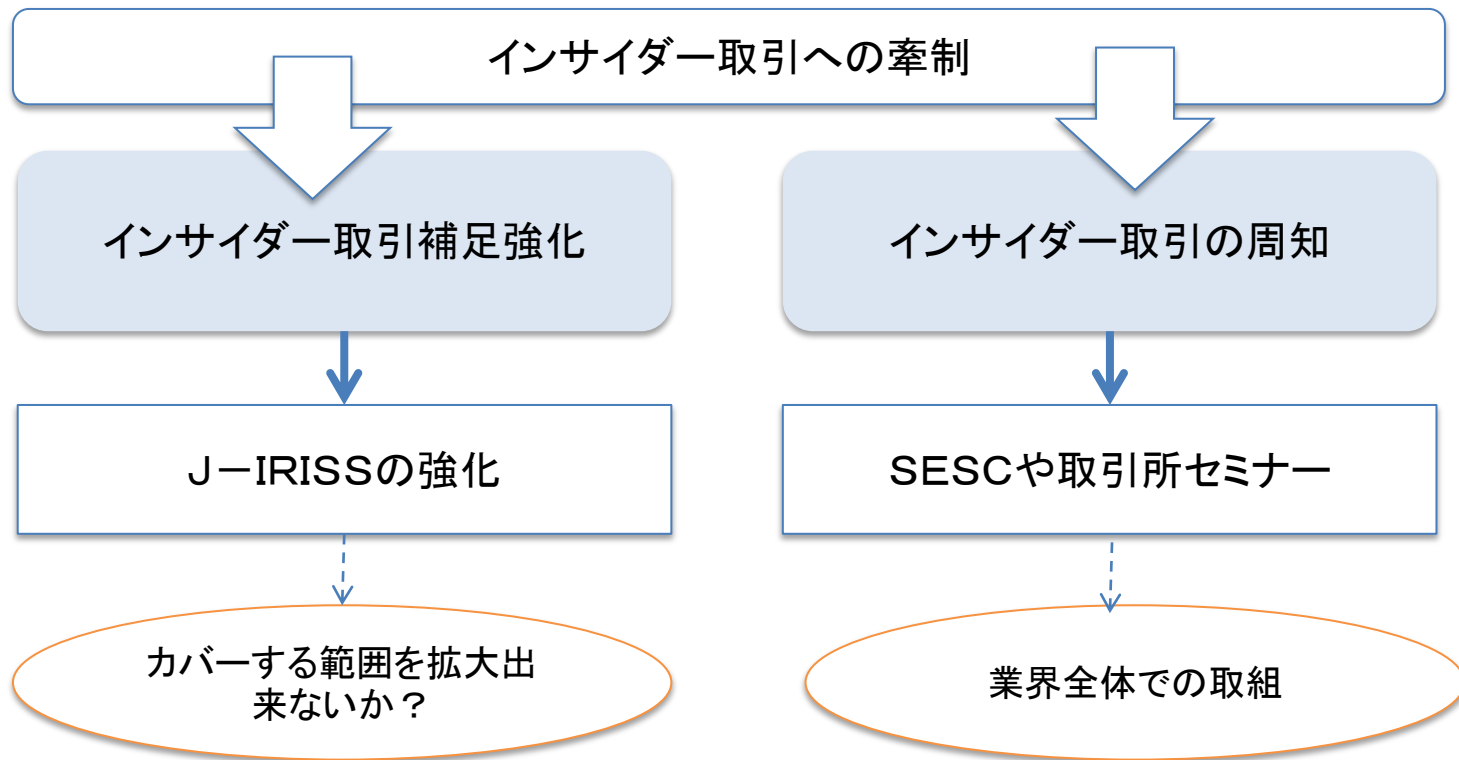 インサイダー取引への牽制
インサイダー取引補足強化
インサイダー取引の周知
J－IRISSの強化
SESCや取引所セミナー
カバーする範囲を拡大出
来ないか？
業界全体での取組